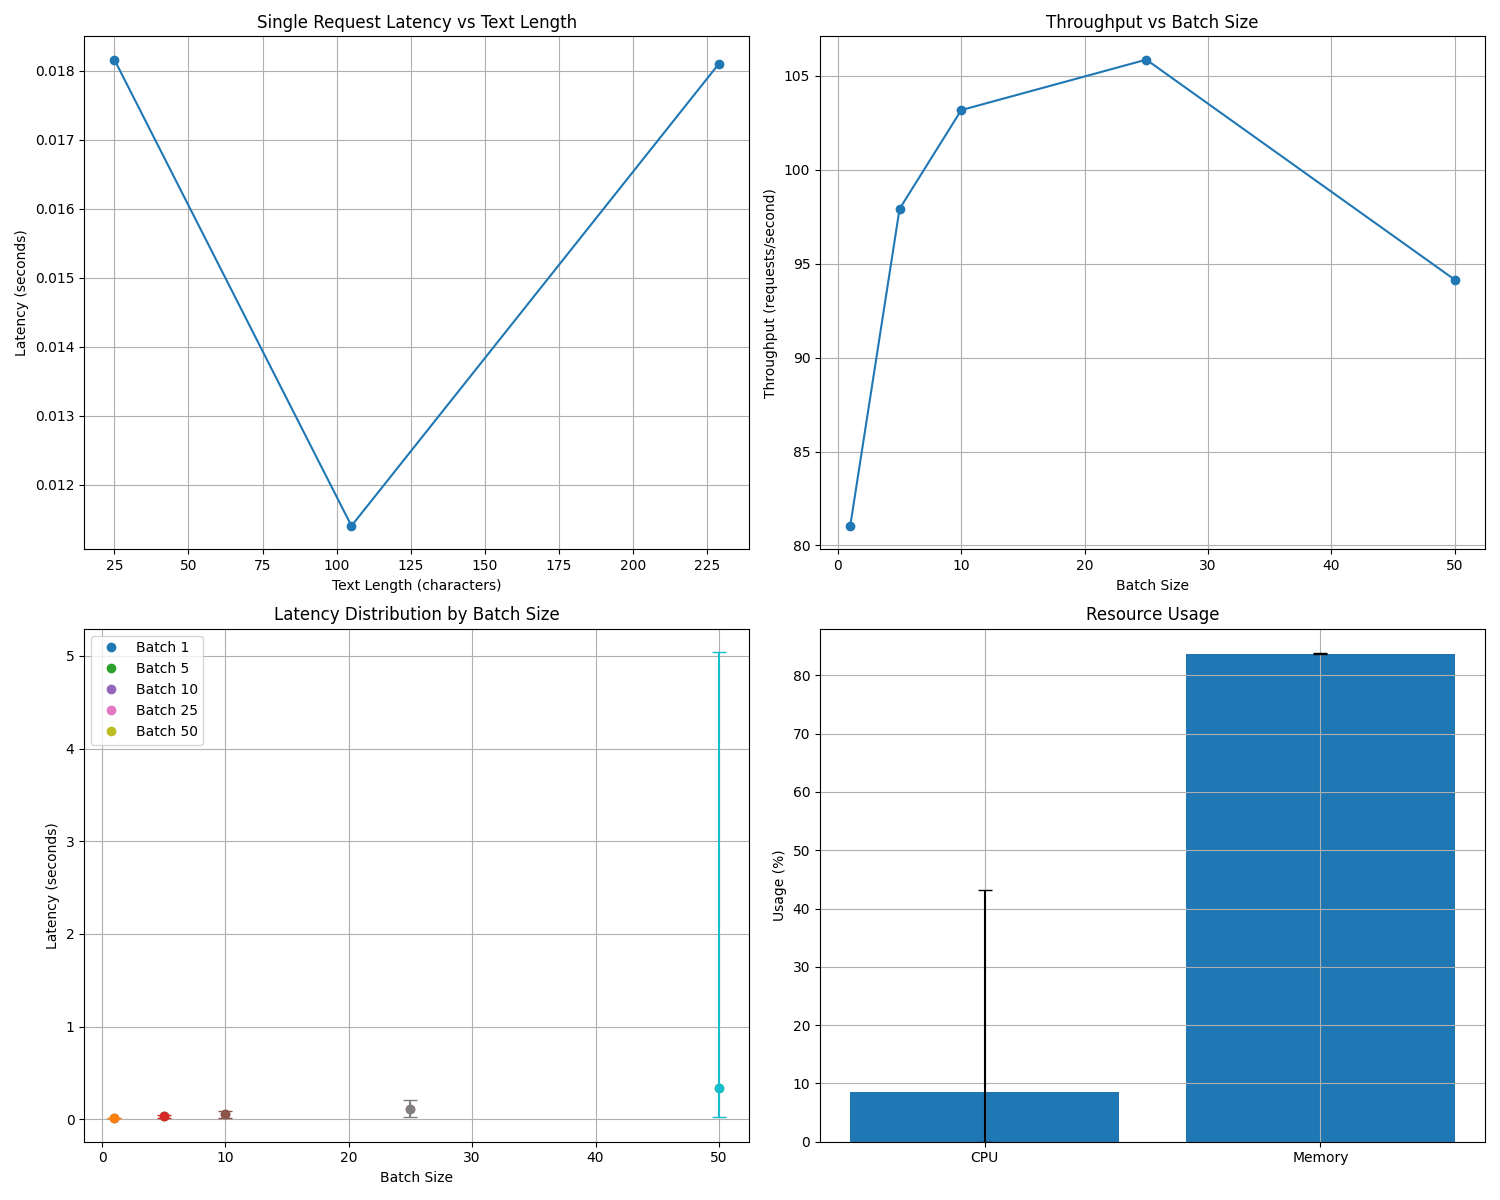 Single Request Latency vs Text Length
Latency (seconds)
0.018
0.017
0.016
0.015
0.014
0.013
0.012
25 50 75 100 125 150 175 200 225
Text Length (characters)
Throughput vs Batch Size
Throughput (requests/second)
105
100
95
90
85
80
0 10 20 30 40 50
Batch Size
Latency Distribution by Batch Size
Latency (seconds)
Batch 1
Batch 5
Batch 10
Batch 25
Batch 50
5
4
3
2
1
0
0 10 20 30 40 50
Batch Size
Resource Usage
Usage (%)
80
70
60
50
40
30
20
10
0
CPU Memory